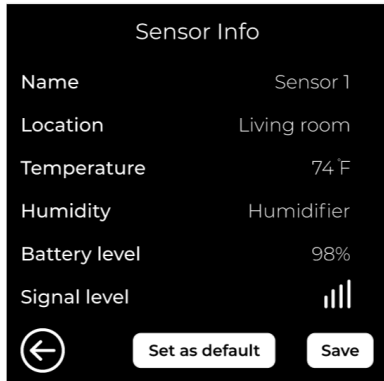 Sensor Info
Name Sensor 1
Location Living room
Temperature 74°F
Humidity Humidifier
Battery level 98%
Signal level
Set as default Save